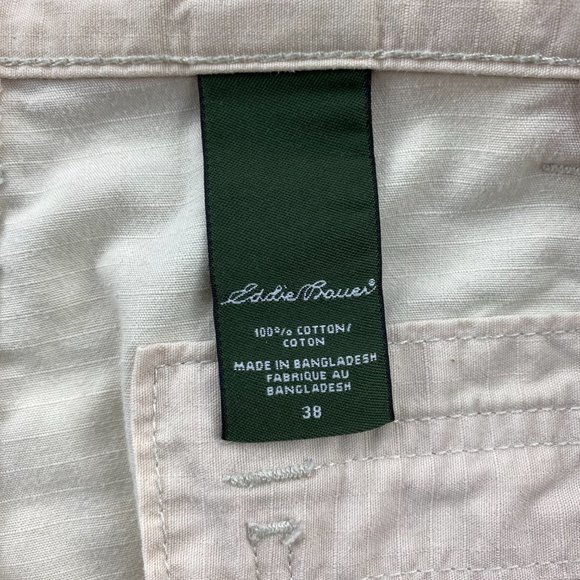 Eddie Bauer®
100% COTTON/
COTON
MADE IN BANGLADESH
FABRIQUE AU
BANGLADESH
38